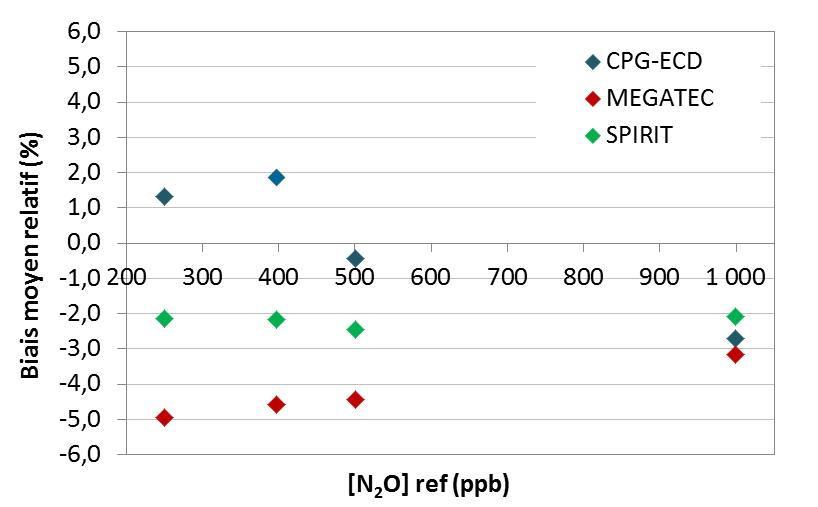 6,0
5,0
4,0
3,0
2,0
1,0
0,0
-1,0
-2,0
-3,0
-4,0
-5,0
-6,0
200 300 400 500 600 700 800 900 1 000
Biais moyen relatif (%)
[N₂O] ref (ppb)
CPG-ECD
MEGATEC
SPIRIT